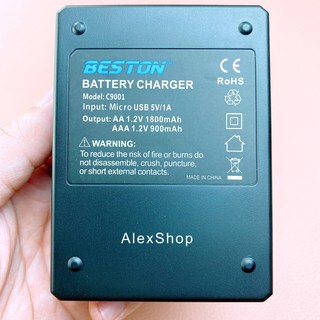 BESTON
BATTERY CHARGER
Model: C9001
Input: Micro USB 5V/1A
Output: AA 1.2V 1800mAh
AAA 1.2V 900mAh
CE
RoHS
WARNING:
To reduce the risk of fire or burns do
not disassemble, crush, puncture,
or short external contacts.
MADE IN CHINA
AlexShop